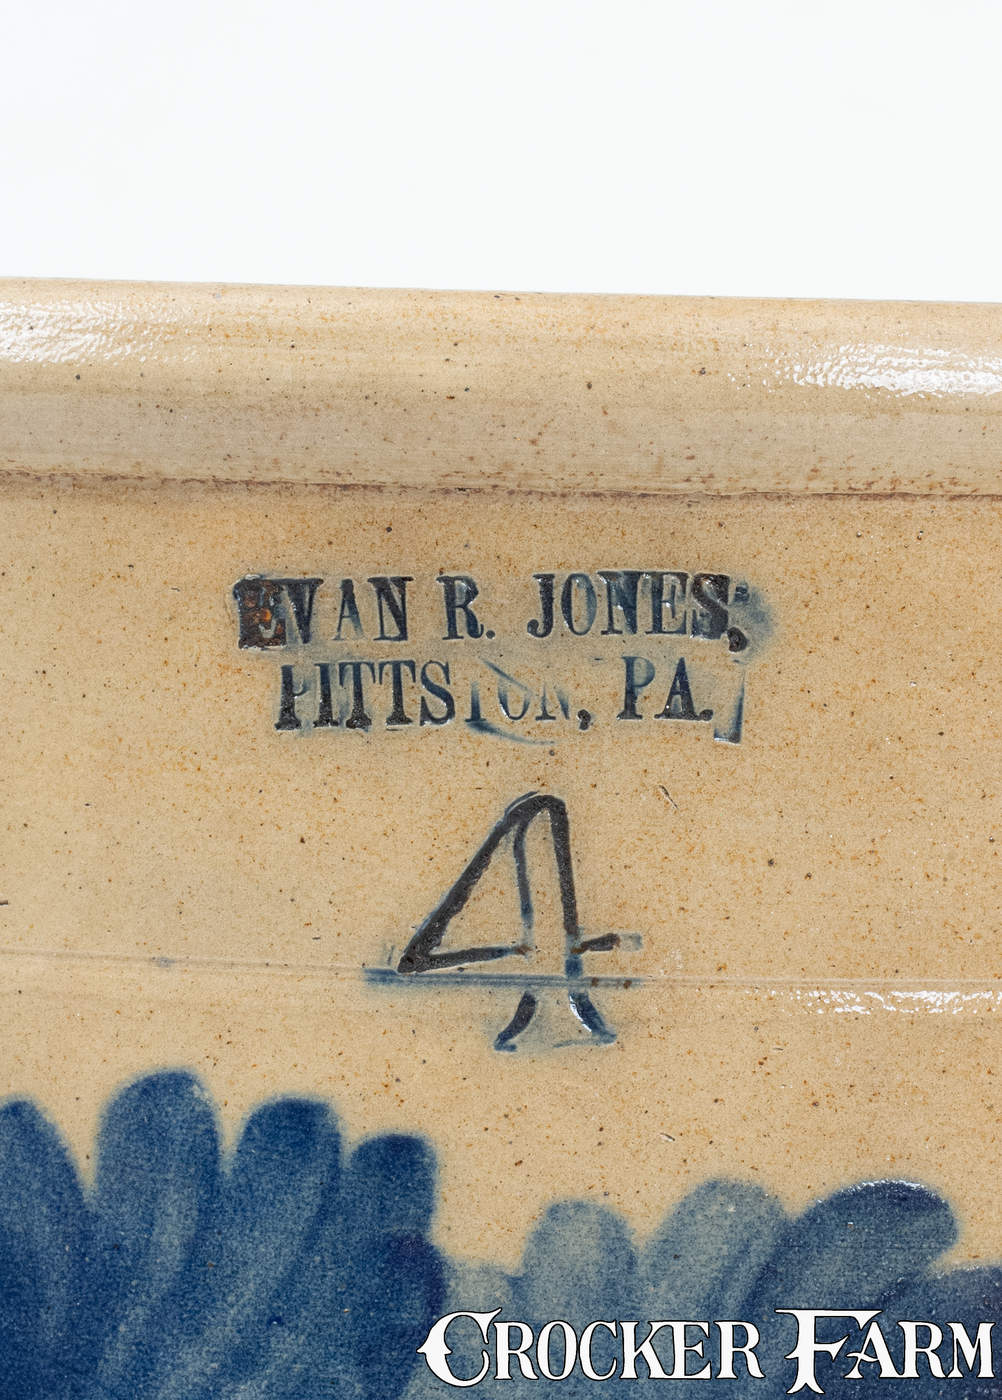 EVAN R. JONES,
PITTSTON, PA.
4
CROCKER FARM